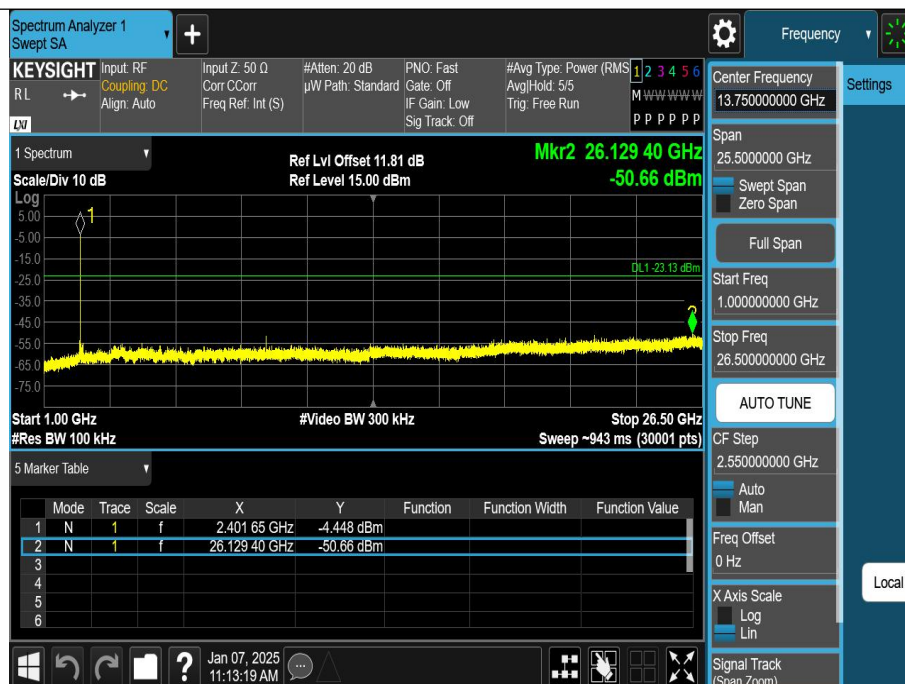 Spectrum Analyzer 1
Swept SA
+
Frequency
KEYSIGHT
RL
LXI
Input: RF
Coupling: DC
Align: Auto
Input Z: 50 Ω
Corr CCorr
Freq Ref: Int (S)
#Atten: 20 dB
µW Path: Standard
PNO: Fast
Gate: Off
IF Gain: Low
Sig Track: Off
#Avg Type: Power (RMS
Avg|Hold: 5/5
Trig: Free Run
1 2 3 4 5 6
M W W W W W
P P P P P P
1 Spectrum
Scale/Div 10 dB
Ref Lvl Offset 11.81 dB
Ref Level 15.00 dBm
Mkr2 26.129 40 GHz
-50.66 dBm
Log
5.00
-5.00
-15.0
-25.0
-35.0
-45.0
-55.0
-65.0
-75.0
1
DL1 -23.13 dBm
2
Start 1.00 GHz
#Res BW 100 kHz
#Video BW 300 kHz
Stop 26.50 GHz
Sweep ~943 ms (30001 pts)
5 Marker Table
Mode Trace Scale X Y Function Function Width Function Value
1 N 1 f 2.401 65 GHz -4.448 dBm
2 N 1 f 26.129 40 GHz -50.66 dBm
3
4
5
6
?
Jan 07, 2025
11:13:19 AM
Center Frequency
13.750000000 GHz
Settings
Span
25.5000000 GHz
Swept Span
Zero Span
Full Span
Start Freq
1.000000000 GHz
Stop Freq
26.500000000 GHz
AUTO TUNE
CF Step
2.550000000 GHz
Auto
Man
Freq Offset
0 Hz
Local
X Axis Scale
Log
Lin
Signal Track
(Span Zoom)